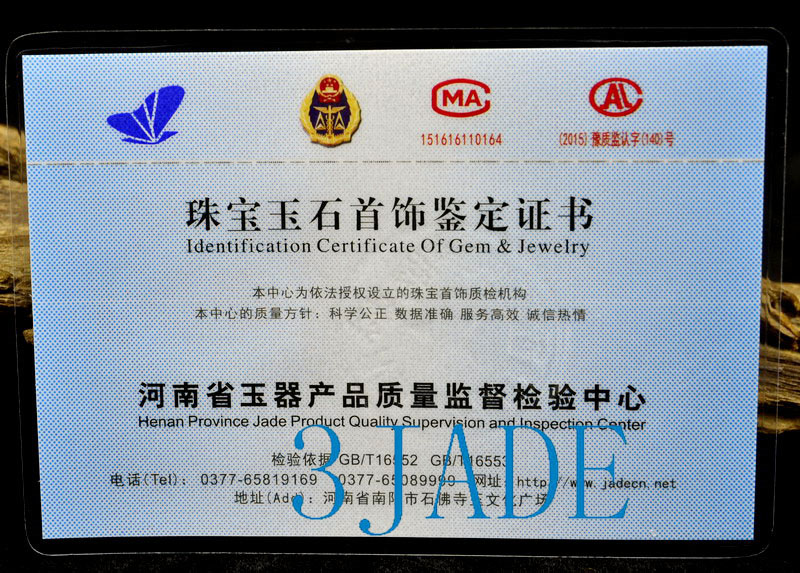 MA
151616110164
CAL
(2015)豫质监认字(140)号
珠宝玉石首饰鉴定证书
Identification Certificate Of Gem & Jewelry
本中心为依法授权设立的珠宝首饰质检机构
本中心的质量方针：科学公正 数据准确 服务高效 诚信热情
河南省玉器产品质量监督检验中心
Henan Province Jade Product Quality Supervision and Inspection Center
检验依据 GB/T16552 GB/T16553
电话(Tel)： 0377-65819169 0377-65089999 网址：http://www.jadecn.net
地址(Add)：河南省南阳市石佛寺玉文化广场
3JADE